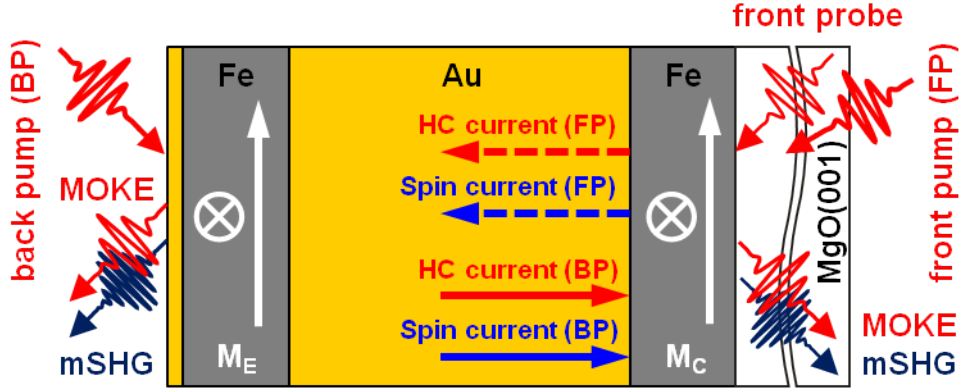 front probe
back pump (BP)
Fe
Au
Fe
HC current (FP)
Spin current (FP)
MOKE
mSHG
HC current (BP)
Spin current (BP)
M_E
M_C
MgO(001)
front pump (FP)
MOKE
mSHG